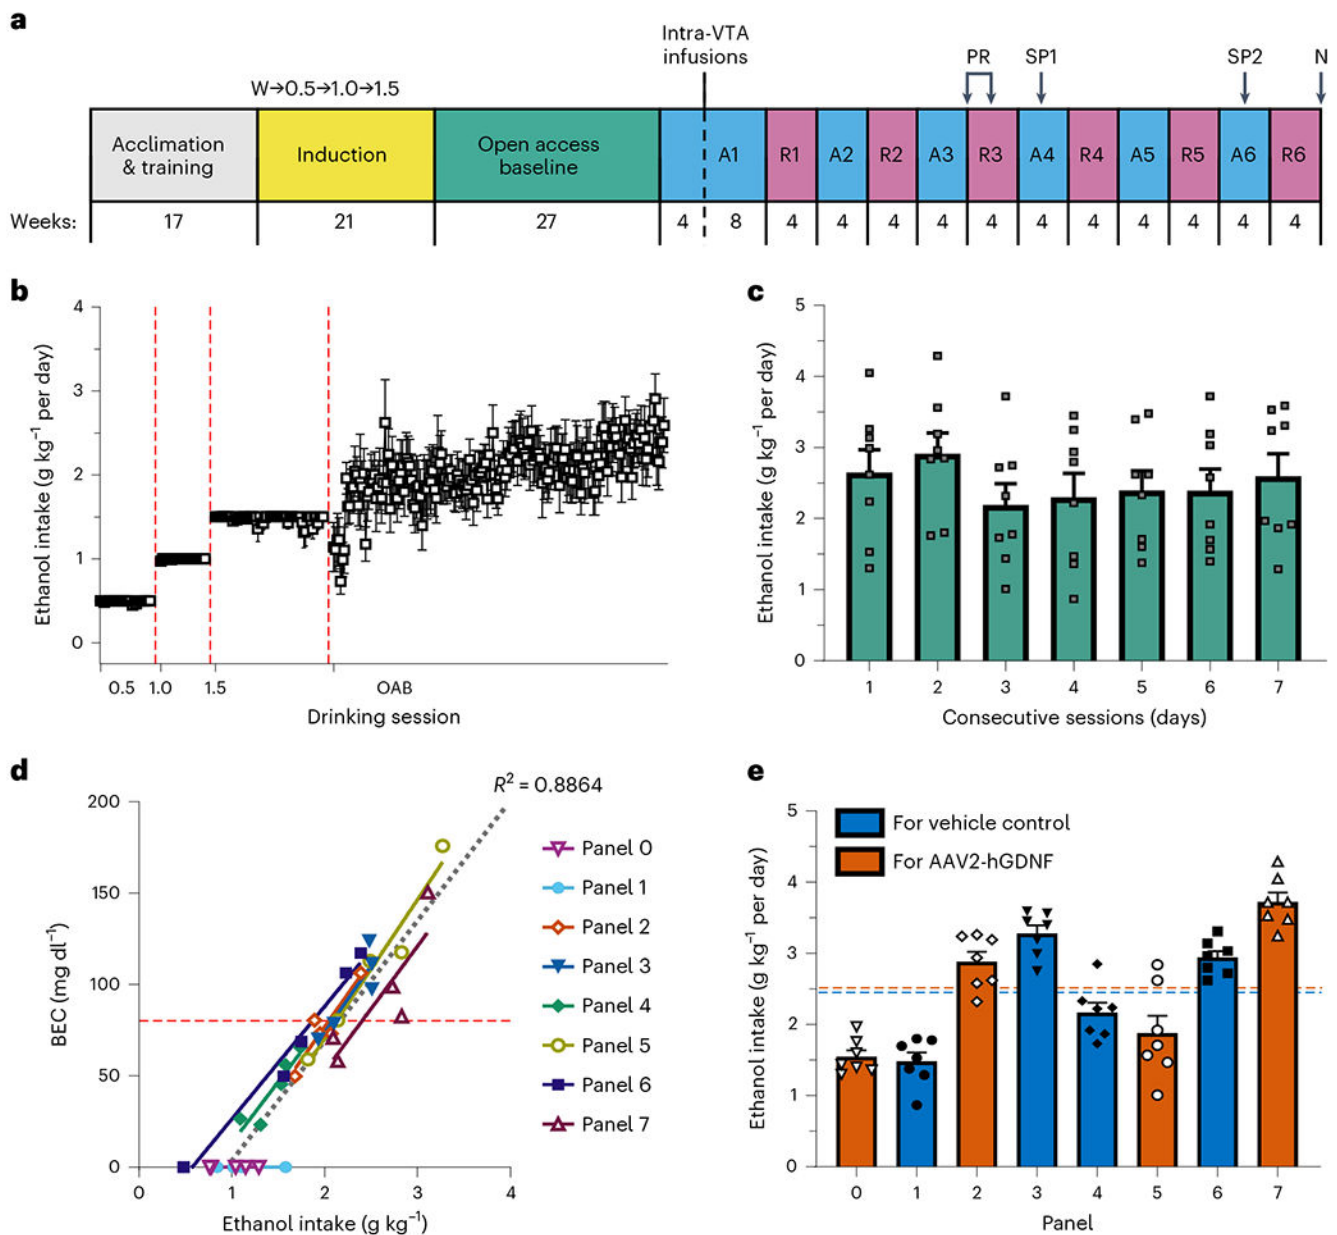 a
Intra-VTA
infusions
PR
SP1
SP2
N
W→0.5→1.0→1.5
Acclimation
& training
Induction
Open access
baseline
A1
R1
A2
R2
A3
R3
A4
R4
A5
R5
A6
R6
Weeks:
17
21
27
4
8
4
4
4
4
4
4
4
4
4
4
4
b
Ethanol intake (g kg⁻¹ per day)
4
3
2
1
0
0.5
1.0
1.5
OAB
Drinking session
c
Ethanol intake (g kg⁻¹ per day)
5
4
3
2
1
0
1
2
3
4
5
6
7
Consecutive sessions (days)
d
R² = 0.8864
BEC (mg dl⁻¹)
200
150
100
50
0
0
1
2
3
4
Ethanol intake (g kg⁻¹)
Panel 0
Panel 1
Panel 2
Panel 3
Panel 4
Panel 5
Panel 6
Panel 7
e
For vehicle control
For AAV2-hGDNF
Ethanol intake (g kg⁻¹ per day)
5
4
3
2
1
0
0
1
2
3
4
5
6
7
Panel